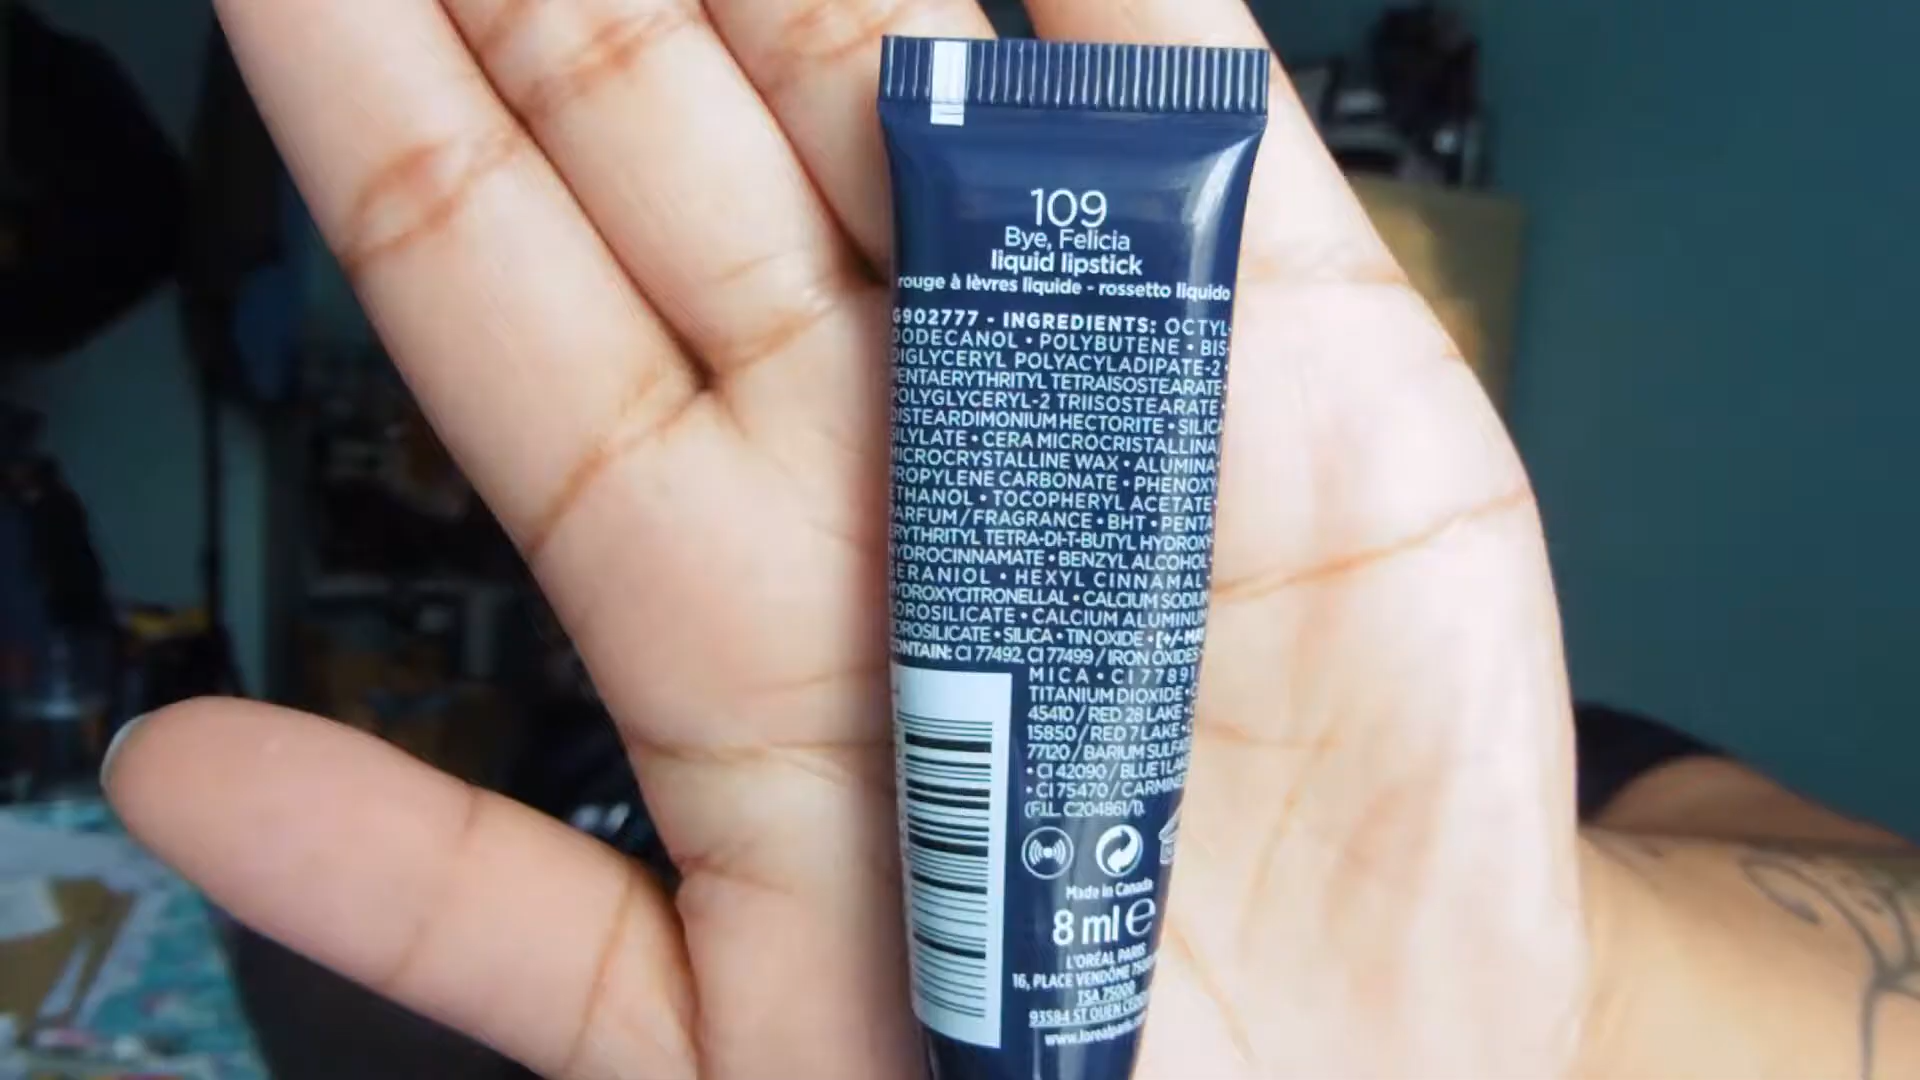 109
Bye, Felicia
liquid lipstick
rouge à lèvres liquide - rossetto liquido
G902777 - INGREDIENTS: OCTYL-
DODECANOL • POLYBUTENE • BIS-
DIGLYCERYL POLYACYLADIPATE-2 •
PENTAERYTHRITYL TETRAISOSTEARATE •
POLYGLYCERYL-2 TRIISOSTEARATE •
DISTEARDIMONIUM HECTORITE • SILICA
SILYLATE • CERA MICROCRISTALLINA
MICROCRYSTALLINE WAX • ALUMINA •
PROPYLENE CARBONATE • PHENOXY
ETHANOL • TOCOPHERYL ACETATE •
PARFUM / FRAGRANCE • BHT • PENTA
ERYTHRITYL TETRA-DI-T-BUTYL HYDROXY
HYDROCINNAMATE • BENZYL ALCOHOL •
GERANIOL • HEXYL CINNAMAL •
HYDROXYCITRONELLAL • CALCIUM SODIUM
BOROSILICATE • CALCIUM ALUMINUM
BOROSILICATE • SILICA • TIN OXIDE • [+/- MAY
CONTAIN: CI 77492, CI 77499 / IRON OXIDES •
MICA • CI 77891
TITANIUM DIOXIDE •
45410 / RED 28 LAKE •
15850 / RED 7 LAKE •
77120 / BARIUM SULFATE
• CI 42090 / BLUE 1 LAKE
• CI 75470 / CARMINE
(F.I.L. C204861/1).
Made in Canada
8 ml e
L'ORÉAL PARIS
16, PLACE VENDÔME
TSA 75000
93584 ST OUEN CEDEX
www.lorealparis